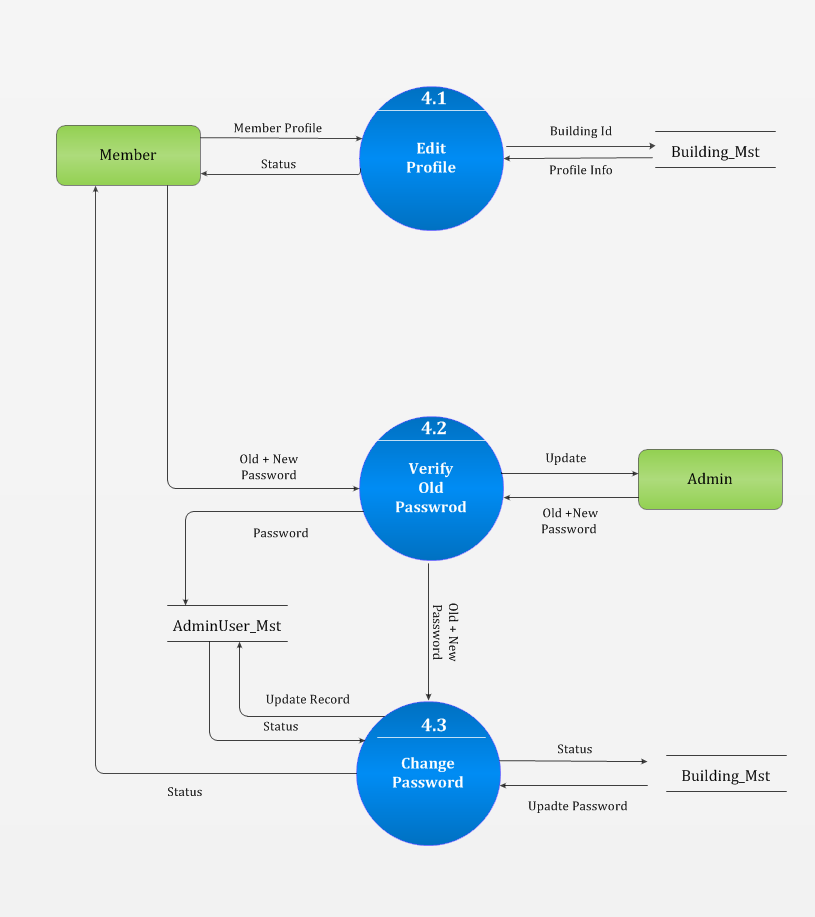 4.1
Member Profile
Building Id
Member
Edit
Profile
Building_Mst
Status
Profile Info
4.2
Old + New
Password
Verify
Old
Passwrod
Update
Admin
Old +New
Password
Password
Old + New
Password
AdminUser_Mst
Update Record
Status
4.3
Change
Password
Status
Building_Mst
Status
Upadte Password